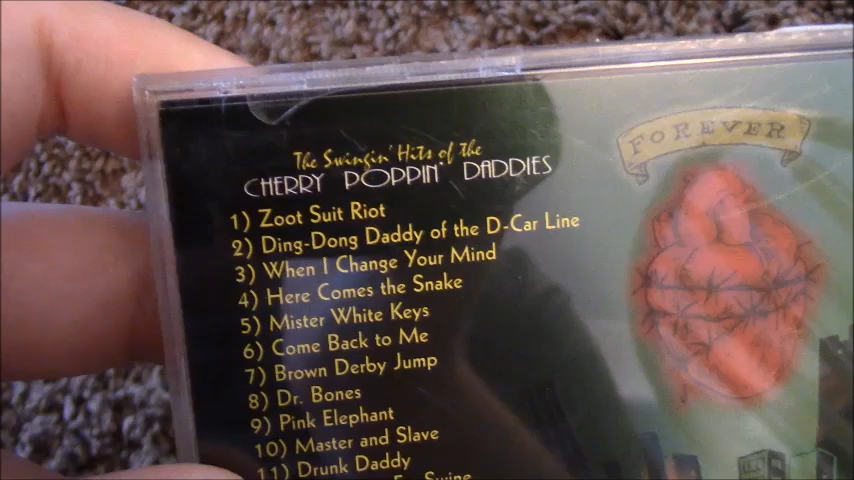 The Swingin' Hits of the
CHERRY POPPIN' DADDIES
FOREVER
1) Zoot Suit Riot
2) Ding-Dong Daddy of the D-Car Line
3) When I Change Your Mind
4) Here Comes the Snake
5) Mister White Keys
6) Come Back to Me
7) Brown Derby Jump
8) Dr. Bones
9) Pink Elephant
10) Master and Slave
11) Drunk Daddy
Swine